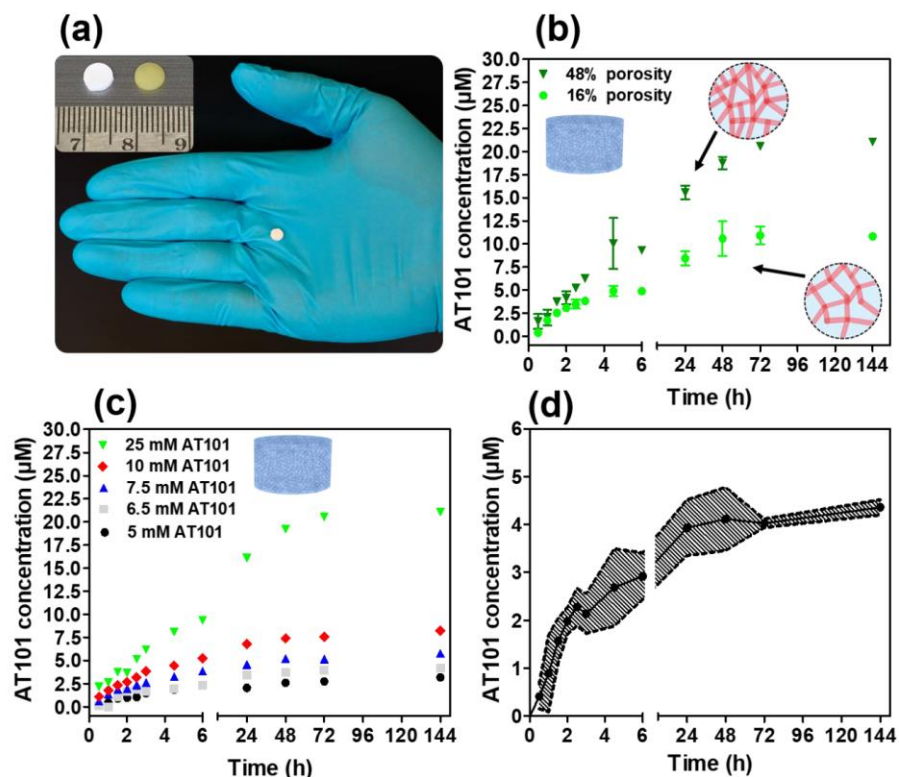 (a)
7 8 9
(b)
AT101 concentration (µM)
30.0
27.5
25.0
22.5
20.0
17.5
15.0
12.5
10.0
7.5
5.0
2.5
0.0
48% porosity
16% porosity
0 2 4 6 24 48 72 96 120 144
Time (h)
(c)
AT101 concentration (µM)
30.0
27.5
25.0
22.5
20.0
17.5
15.0
12.5
10.0
7.5
5.0
2.5
0.0
25 mM AT101
10 mM AT101
7.5 mM AT101
6.5 mM AT101
5 mM AT101
0 2 4 6 24 48 72 96 120 144
Time (h)
(d)
AT101 concentration (µM)
6
5
4
3
2
1
0
0 2 4 6 24 48 72 96 120 144
Time (h)